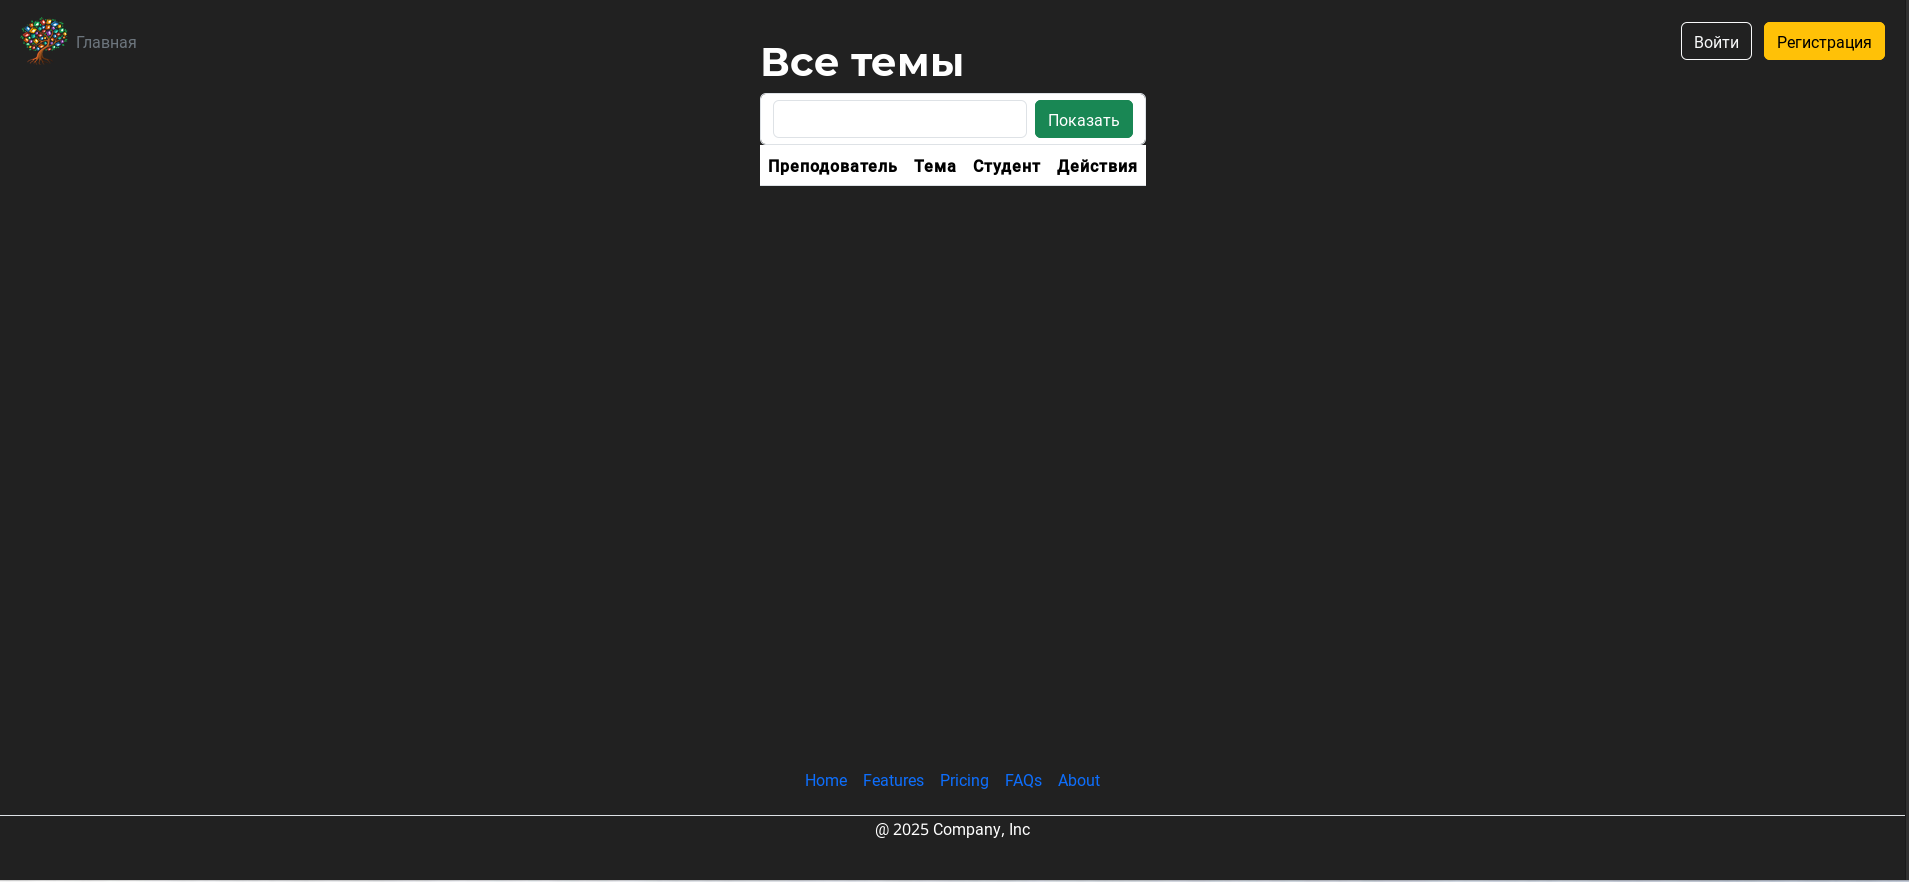 Главная
Войти Регистрация
Все темы
Показать
Преподователь Тема Студент Действия
Home Features Pricing FAQs About
@ 2025 Company, Inc